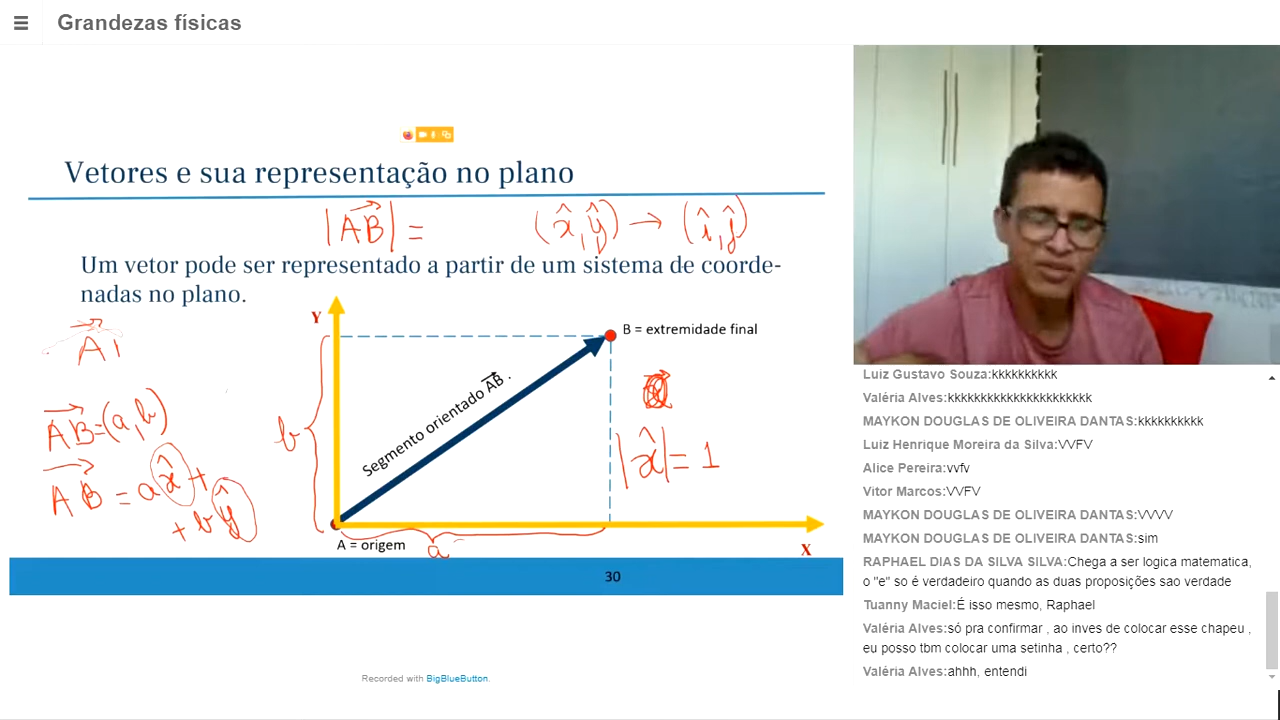 Grandezas físicas
Vetores e sua representação no plano
|AB| = (x̂, ŷ) → (î, ĵ)
Um vetor pode ser representado a partir de um sistema de coorde-
nadas no plano.
Y
B = extremidade final
Segmento orientado AB .
AB=(a,b)
AB = ax̂ +
+ bŷ
b
|x̂| = 1
A = origem
a
X
30
Recorded with BigBlueButton.
Luiz Gustavo Souza:kkkkkkkkkk
Valéria Alves:kkkkkkkkkkkkkkkkkkkkkk
MAYKON DOUGLAS DE OLIVEIRA DANTAS:kkkkkkkkkk
Luiz Henrique Moreira da Silva:VVFV
Alice Pereira:vvfv
Vitor Marcos:VVFV
MAYKON DOUGLAS DE OLIVEIRA DANTAS:VVVV
MAYKON DOUGLAS DE OLIVEIRA DANTAS:sim
RAPHAEL DIAS DA SILVA SILVA:Chega a ser logica matematica,
o "e" so é verdadeiro quando as duas proposições sao verdade
Tuanny Maciel:É isso mesmo, Raphael
Valéria Alves:só pra confirmar , ao inves de colocar esse chapeu ,
eu posso tbm colocar uma setinha , certo??
Valéria Alves:ahhh, entendi